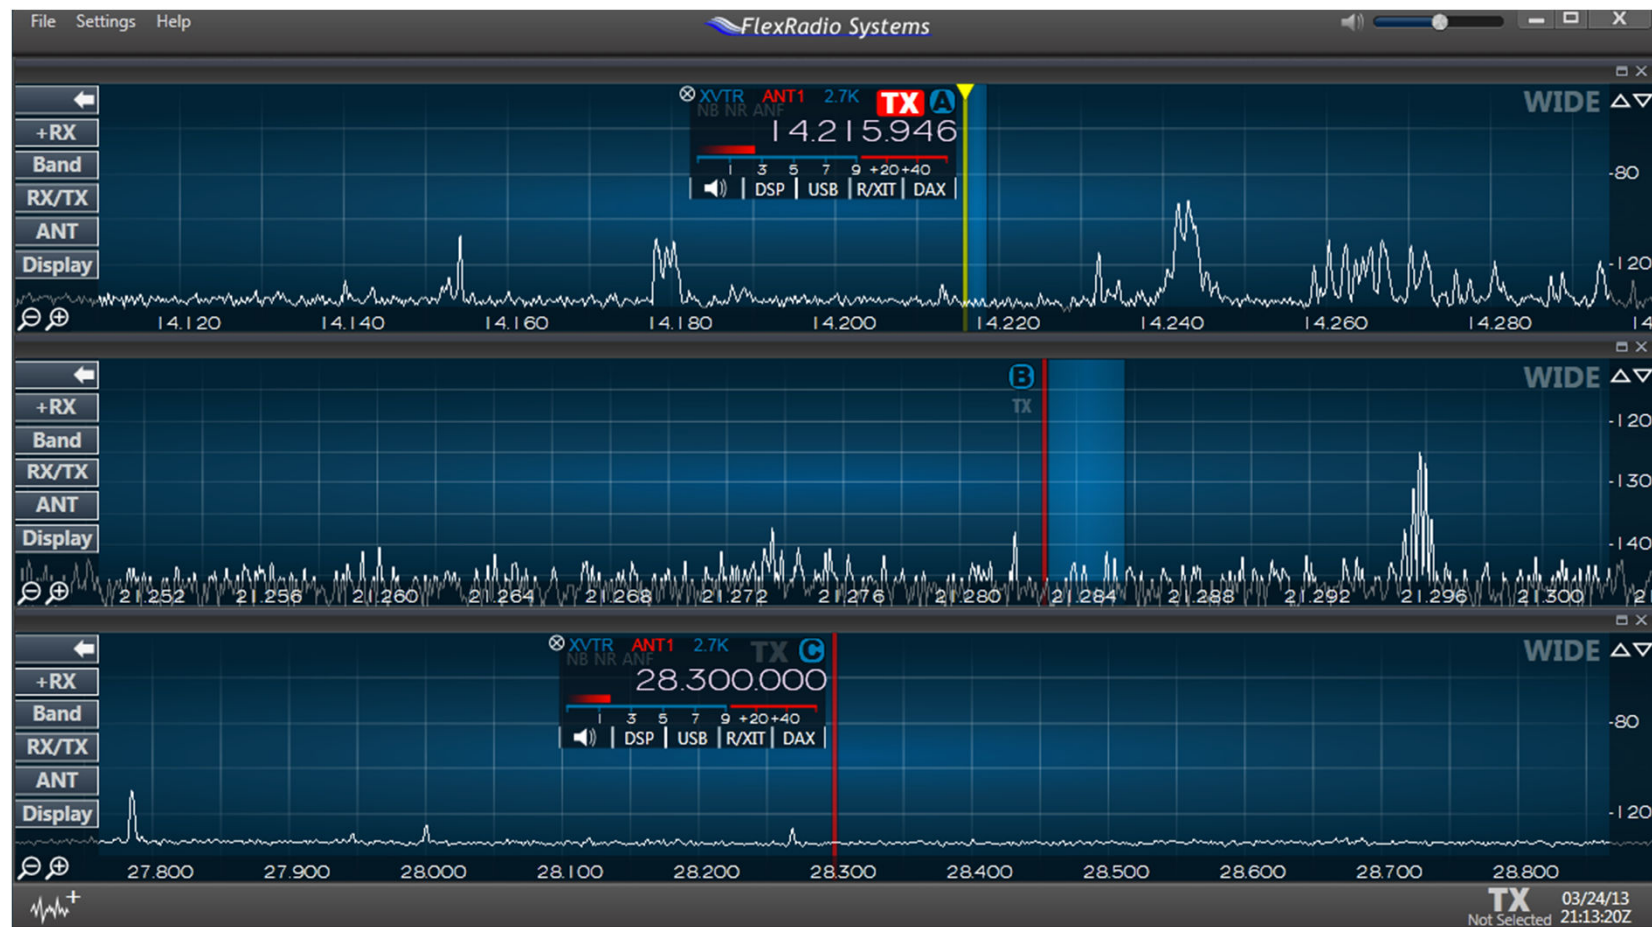 File Settings Help
FlexRadio Systems
XVTR ANT1 2.7K TX A
NB NR ANF
14.215.946
1 3 5 7 9 +20 +40
DSP USB R/XIT DAX
WIDE
+RX
Band
RX/TX
ANT
Display
-80
-120
14.120 14.140 14.160 14.180 14.200 14.220 14.240 14.260 14.280 14
B
TX
WIDE
+RX
Band
RX/TX
ANT
Display
-120
-130
-140
21.252 21.256 21.260 21.264 21.268 21.272 21.276 21.280 21.284 21.288 21.292 21.296 21.300
XVTR ANT1 2.7K TX C
NB NR ANF
28.300.000
1 3 5 7 9 +20 +40
DSP USB R/XIT DAX
WIDE
+RX
Band
RX/TX
ANT
Display
-80
-120
27.800 27.900 28.000 28.100 28.200 28.300 28.400 28.500 28.600 28.700 28.800
TX
Not Selected
03/24/13
21:13:20Z